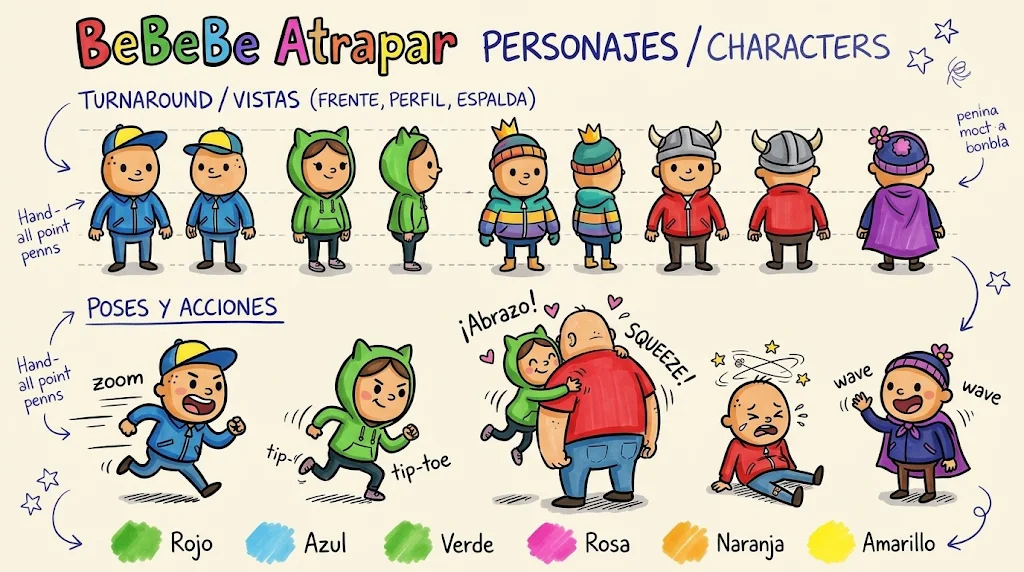 BeBeBe Atrapar PERSONAJES / CHARACTERS
TURNAROUND / VISTAS (FRENTE, PERFIL, ESPALDA)
Hand-
all point
penns
penina
moct a
bonbla
POSES Y ACCIONES
Hand-
all point
penns
zoom
tip-
tip-toe
¡Abrazo!
SQUEEZE!
wave
wave
Rojo
Azul
Verde
Rosa
Naranja
Amarillo